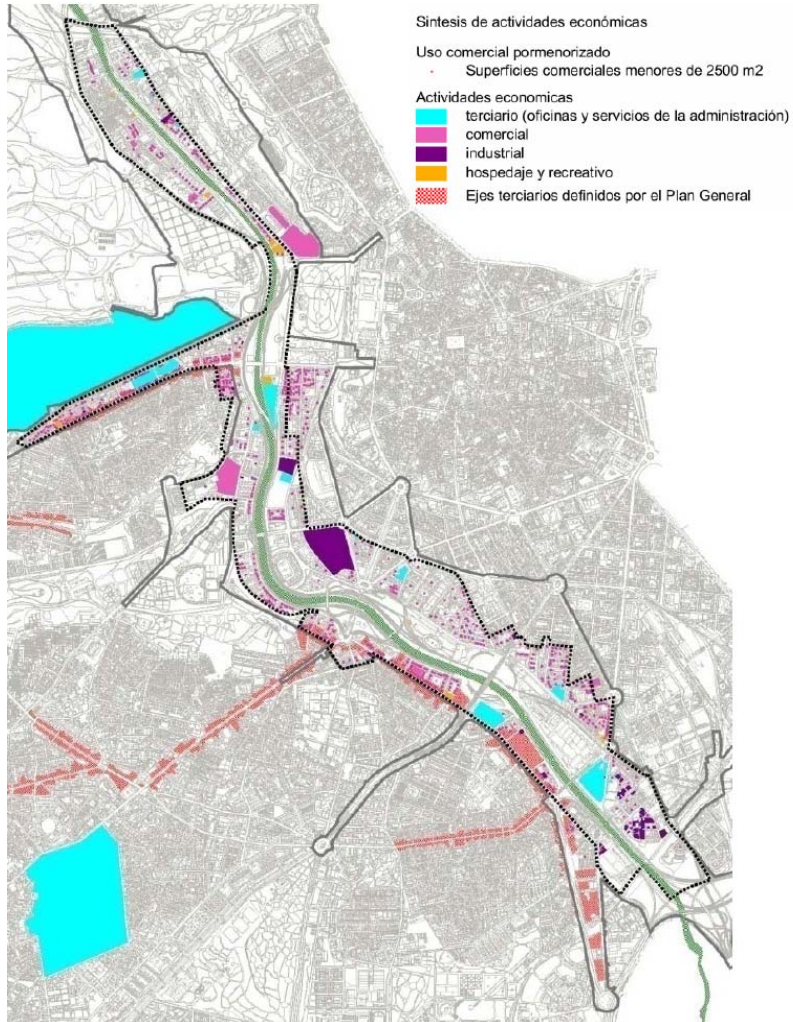 Sintesis de actividades económicas
Uso comercial pormenorizado
Superficies comerciales menores de 2500 m2
Actividades economicas
terciario (oficinas y servicios de la administración)
comercial
industrial
hospedaje y recreativo
Ejes terciarios definidos por el Plan General